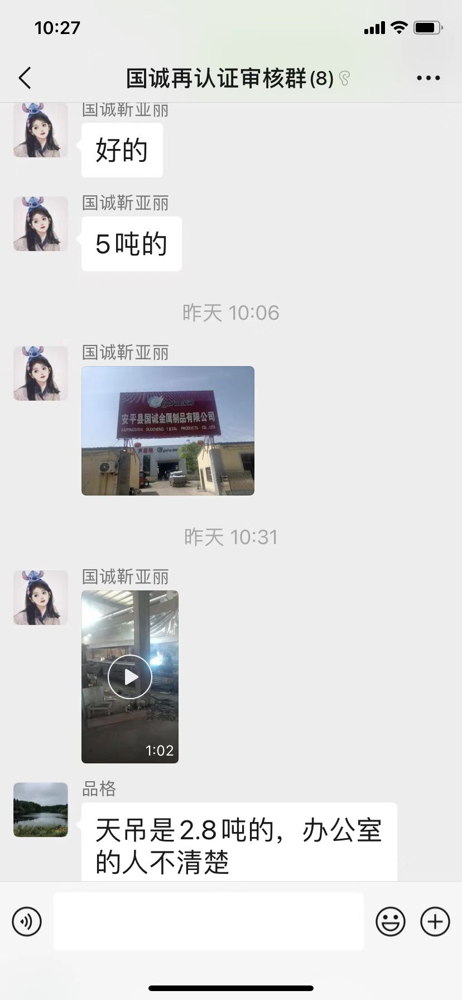 10:27
国诚再认证审核群(8)
国诚靳亚丽
好的
国诚靳亚丽
5吨的
昨天 10:06
国诚靳亚丽
安平县国诚金属制品有限公司
昨天 10:31
国诚靳亚丽
1:02
品格
天吊是2.8吨的，办公室
的人不清楚